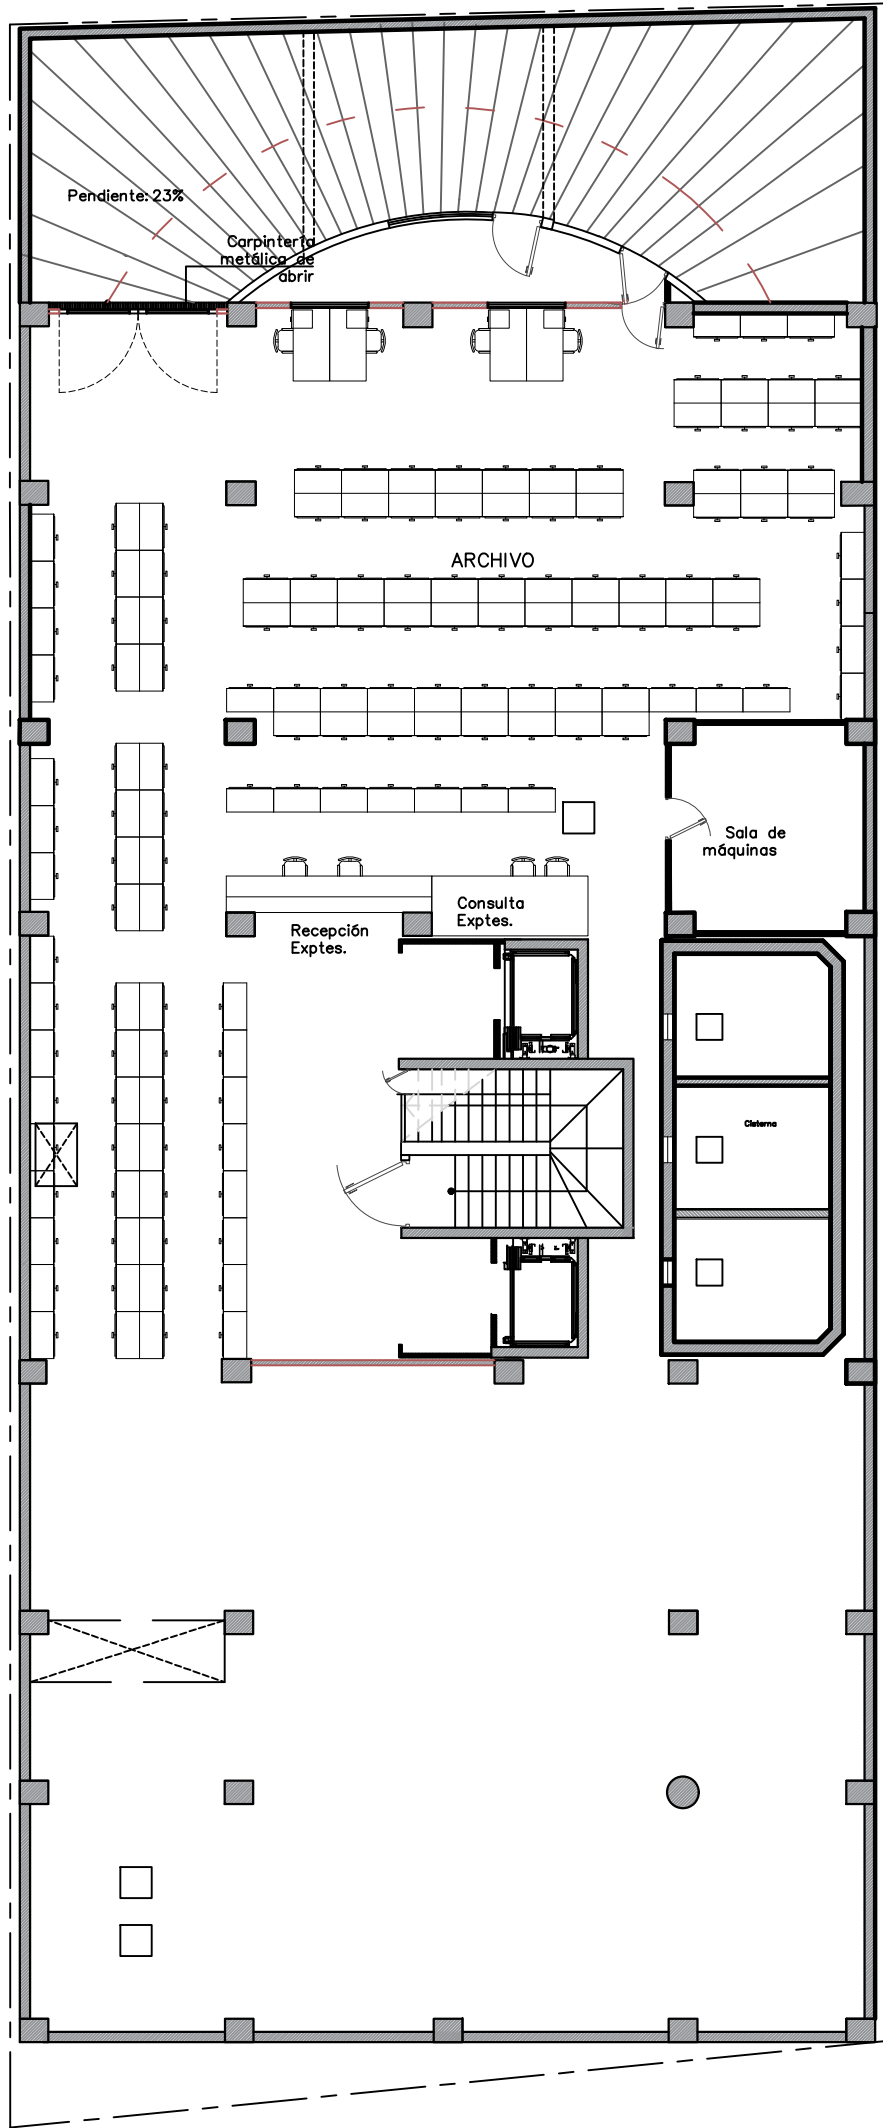 Pendiente: 23%
Carpintería
metálica de
abrir
ARCHIVO
Sala de
máquinas
Consulta
Exptes.
Recepción
Exptes.
Cisterna